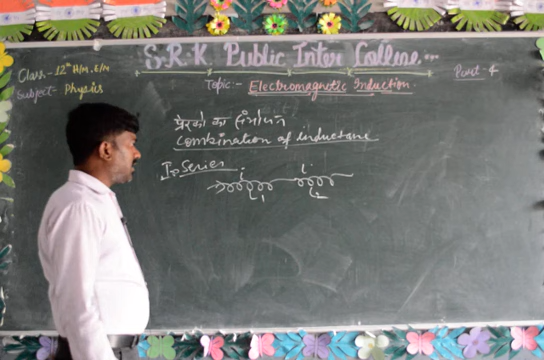 S.R.K. Public Inter College...
Class:- 12th H/M, E/M
Topic:- Electromagnetic Induction.
Part-4
Subject:- Physics
प्रेरको का संयोजन
Combination of inductane
In Series
i i
L1 L2